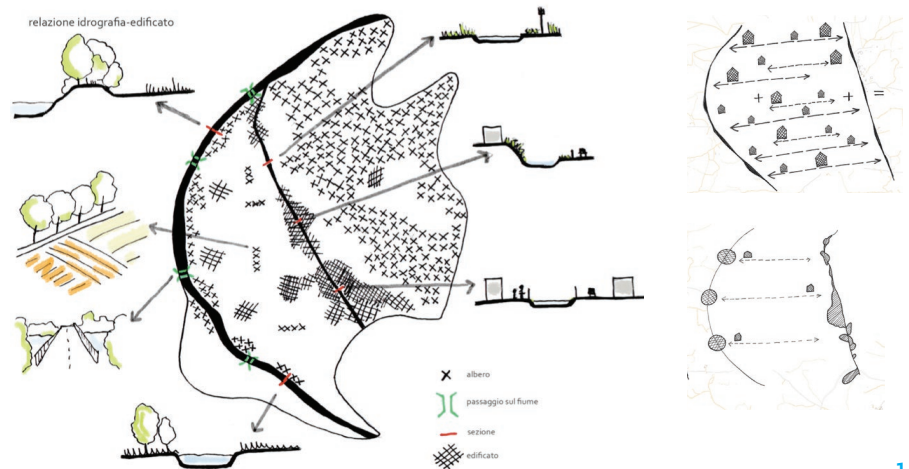 relazione idrografia-edificato
albero
passaggio sul fiume
sezione
edificato
+ + =